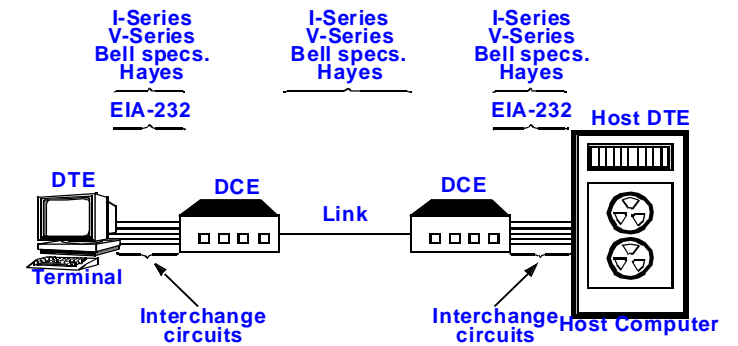 I-Series
V-Series
Bell specs.
Hayes
I-Series
V-Series
Bell specs.
Hayes
I-Series
V-Series
Bell specs.
Hayes
EIA-232
EIA-232
Host DTE
DTE
DCE
DCE
Link
Terminal
Interchange
circuits
Interchange
circuits
Host Computer